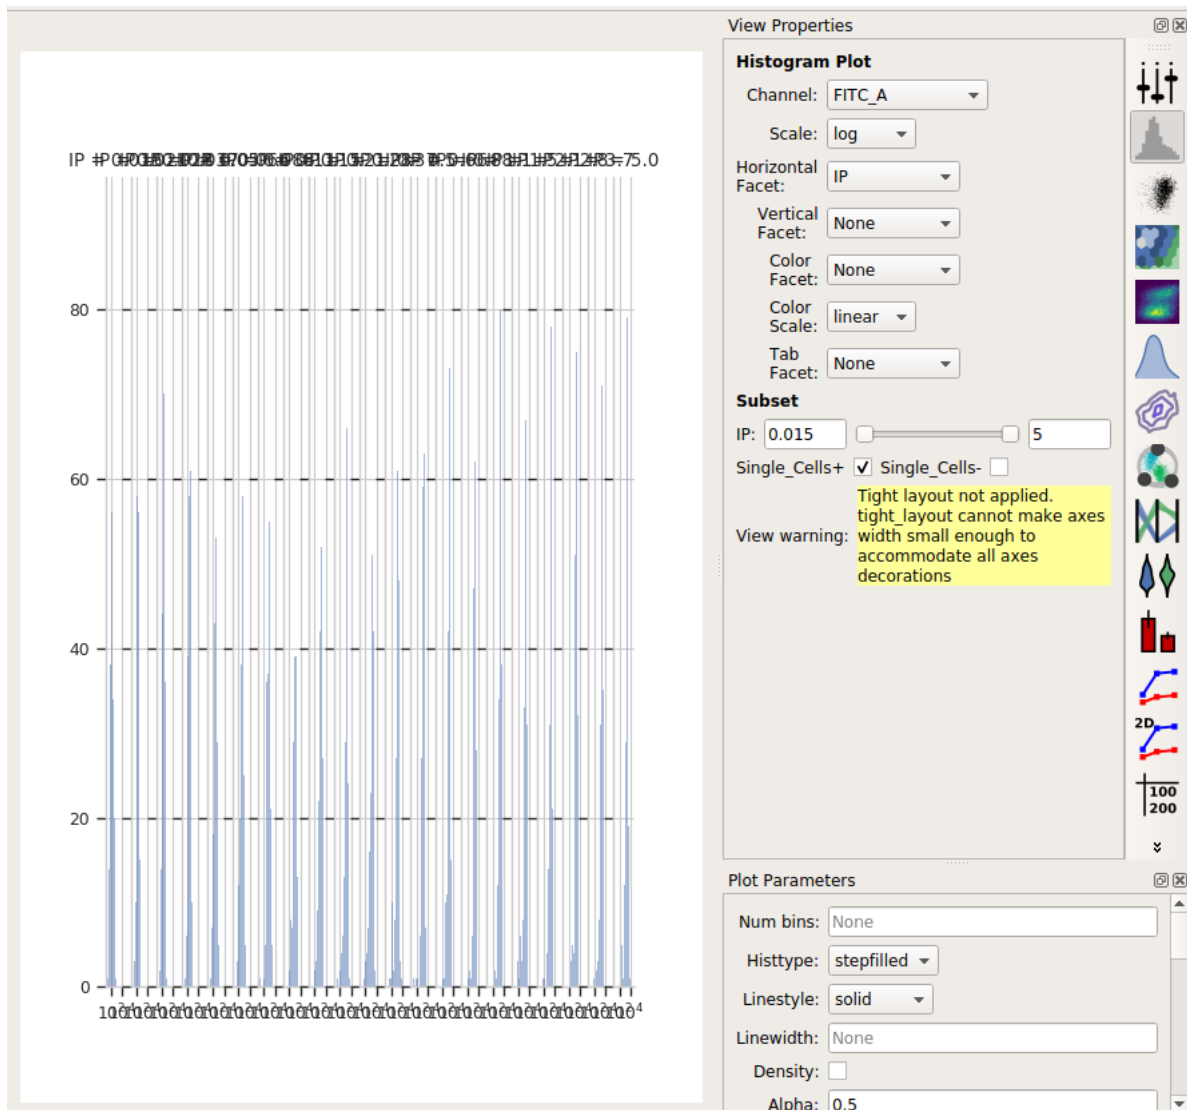 View Properties
Histogram Plot
Channel: FITC_A
Scale: log
Horizontal
Facet: IP
Vertical
Facet: None
Color
Facet: None
Color
Scale: linear
Tab
Facet: None
Subset
IP: 0.015 5
Single_Cells+ Single_Cells-
View warning:
Tight layout not applied.
tight_layout cannot make axes
width small enough to
accommodate all axes
decorations
80
60
40
20
0
2D
100
200
Plot Parameters
Num bins: None
Histtype: stepfilled
Linestyle: solid
Linewidth: None
Density:
Alpha: 0.5